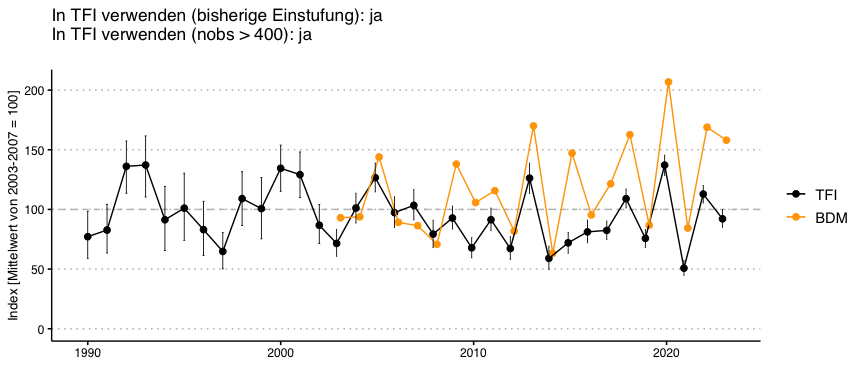 In TFI verwenden (bisherige Einstufung): ja
In TFI verwenden (nobs > 400): ja
Index [Mittelwert von 2003-2007 = 100]
200
150
100
50
0
1990
2000
2010
2020
TFI
BDM